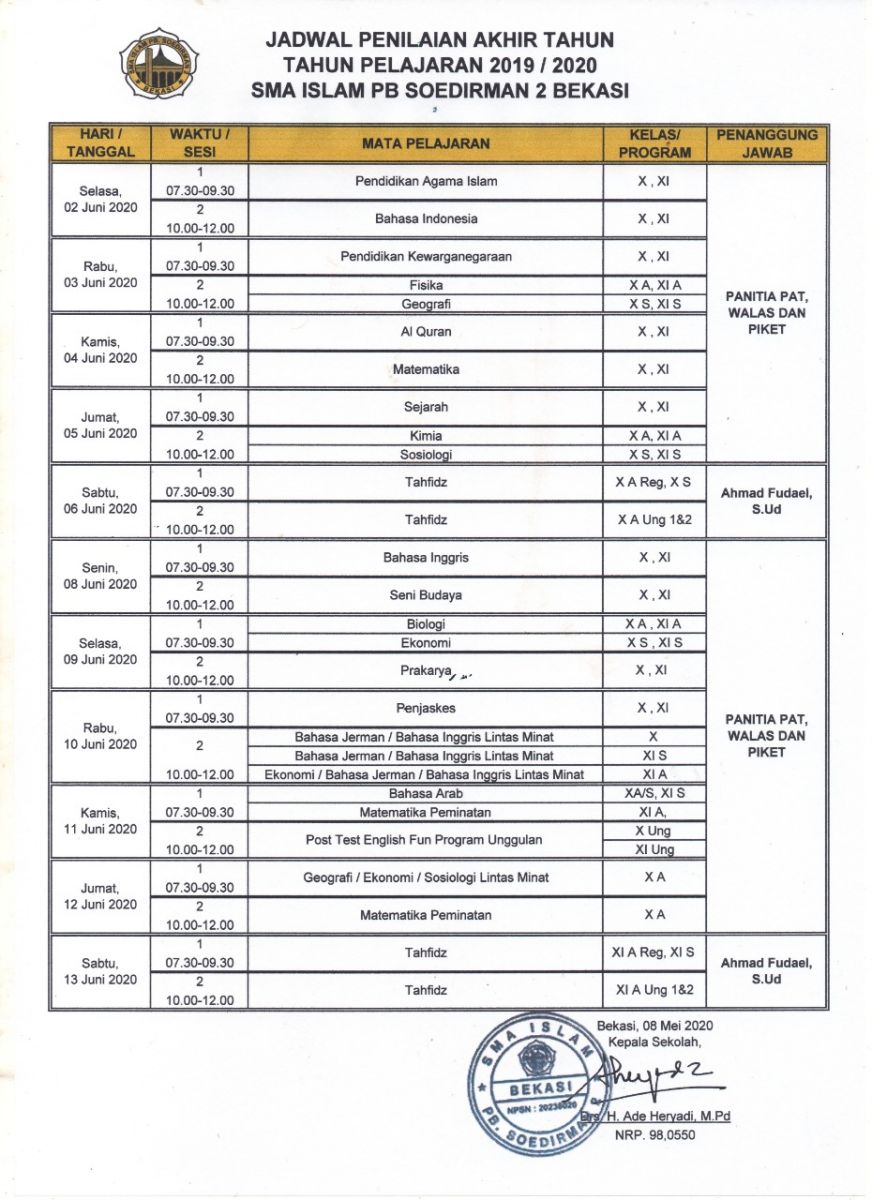 SMA ISLAM PB. SOEDIRMAN
BEKASI
JADWAL PENILAIAN AKHIR TAHUN
TAHUN PELAJARAN 2019 / 2020
SMA ISLAM PB SOEDIRMAN 2 BEKASI
HARI / TANGGAL WAKTU / SESI MATA PELAJARAN KELAS/ PROGRAM PENANGGUNG JAWAB
Selasa, 02 Juni 2020
1 07.30-09.30 Pendidikan Agama Islam X , XI
2 10.00-12.00 Bahasa Indonesia X , XI
Rabu, 03 Juni 2020
1 07.30-09.30 Pendidikan Kewarganegaraan X , XI
2 10.00-12.00
Fisika X A, XI A
Geografi X S, XI S
PANITIA PAT, WALAS DAN PIKET
Kamis, 04 Juni 2020
1 07.30-09.30 Al Quran X , XI
2 10.00-12.00 Matematika X , XI
Jumat, 05 Juni 2020
1 07.30-09.30 Sejarah X , XI
2 10.00-12.00
Kimia X A, XI A
Sosiologi X S, XI S
Sabtu, 06 Juni 2020
1 07.30-09.30 Tahfidz X A Reg, X S
2 10.00-12.00 Tahfidz X A Ung 1&2
Ahmad Fudael, S.Ud
Senin, 08 Juni 2020
1 07.30-09.30 Bahasa Inggris X , XI
2 10.00-12.00 Seni Budaya X , XI
Selasa, 09 Juni 2020
1 07.30-09.30
Biologi X A , XI A
Ekonomi X S , XI S
2 10.00-12.00 Prakarya X , XI
Rabu, 10 Juni 2020
1 07.30-09.30 Penjaskes X , XI
2 10.00-12.00
Bahasa Jerman / Bahasa Inggris Lintas Minat X
Bahasa Jerman / Bahasa Inggris Lintas Minat XI S
Ekonomi / Bahasa Jerman / Bahasa Inggris Lintas Minat XI A
PANITIA PAT, WALAS DAN PIKET
Kamis, 11 Juni 2020
1 07.30-09.30
Bahasa Arab XA/S, XI S
Matematika Peminatan XI A,
2 10.00-12.00 Post Test English Fun Program Unggulan
X Ung
XI Ung
Jumat, 12 Juni 2020
1 07.30-09.30 Geografi / Ekonomi / Sosiologi Lintas Minat X A
2 10.00-12.00 Matematika Peminatan X A
Sabtu, 13 Juni 2020
1 07.30-09.30 Tahfidz XI A Reg, XI S
2 10.00-12.00 Tahfidz XI A Ung 1&2
Ahmad Fudael, S.Ud
Bekasi, 08 Mei 2020
Kepala Sekolah,
SMA ISLAM
BEKASI
NPSN : 20236020
PB. SOEDIRMAN
Drs. H. Ade Heryadi, M.Pd
NRP. 98,0550